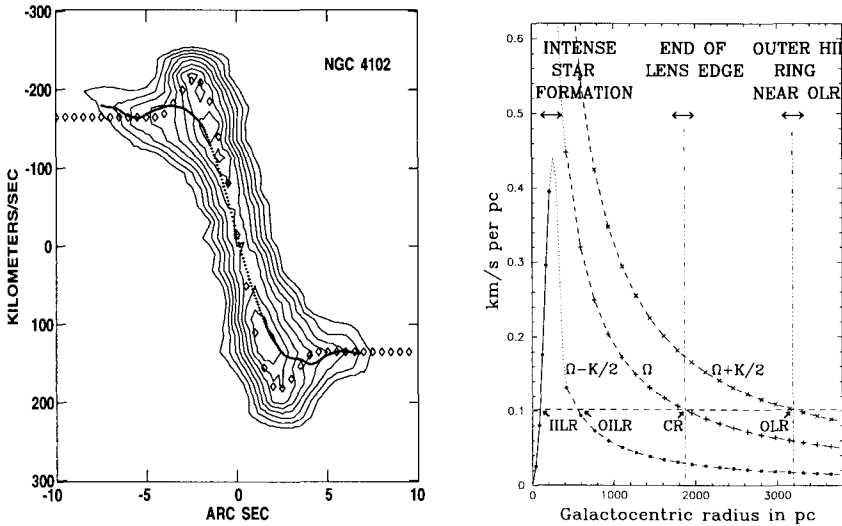 NGC 4102
-300
-200
-100
0
100
200
300
KILOMETERS/SEC
-10
-5
0
5
10
ARC SEC
INTENSE
STAR
FORMATION
END OF
LENS EDGE
OUTER HII
RING
NEAR OLR
0.6
0.5
0.4
0.3
0.2
0.1
0
km/s per pc
Ω−K/2
Ω
Ω+K/2
IILR
OILR
CR
OLR
0
1000
2000
3000
Galactocentric radius in pc